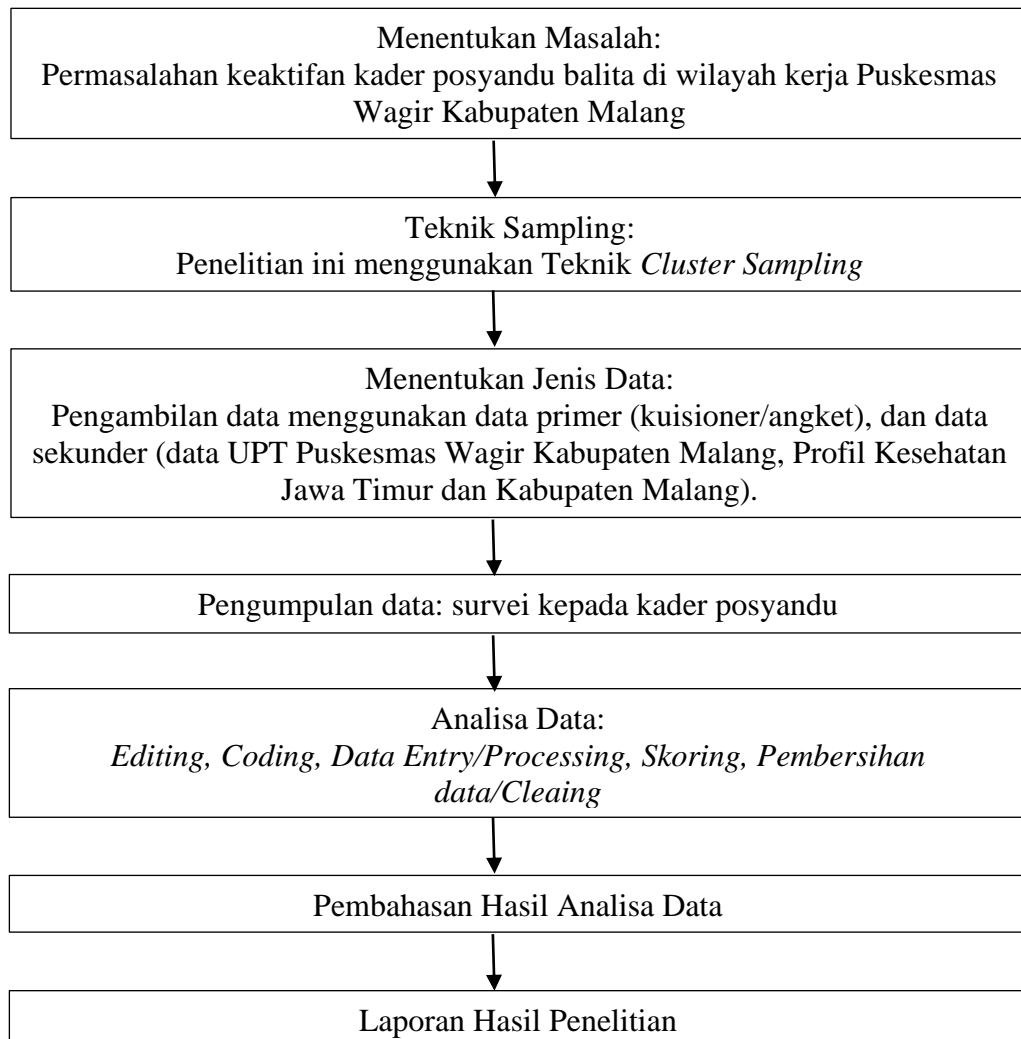 Menentukan Masalah:
Permasalahan keaktifan kader posyandu balita di wilayah kerja Puskesmas
Wagir Kabupaten Malang
Teknik Sampling:
Penelitian ini menggunakan Teknik Cluster Sampling
Menentukan Jenis Data:
Pengambilan data menggunakan data primer (kuisioner/angket), dan data
sekunder (data UPT Puskesmas Wagir Kabupaten Malang, Profil Kesehatan
Jawa Timur dan Kabupaten Malang).
Pengumpulan data: survei kepada kader posyandu
Analisa Data:
Editing, Coding, Data Entry/Processing, Skoring, Pembersihan
data/Cleaing
Pembahasan Hasil Analisa Data
Laporan Hasil Penelitian